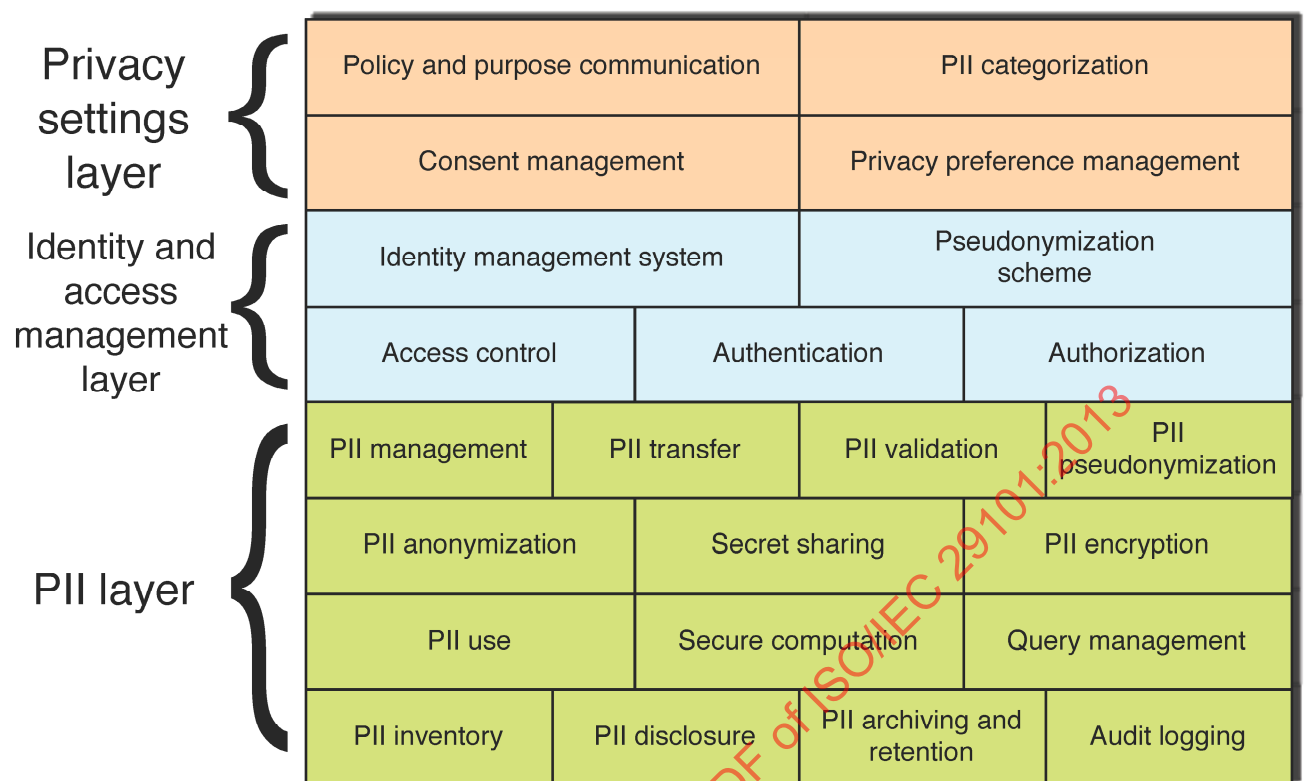 Privacy
settings
layer
Policy and purpose communication
PII categorization
Consent management
Privacy preference management
Identity and
access
management
layer
Identity management system
Pseudonymization
scheme
Access control
Authentication
Authorization
PII layer
PII management
PII transfer
PII validation
PII
pseudonymization
PII anonymization
Secret sharing
PII encryption
PII use
Secure computation
Query management
PII inventory
PII disclosure
PII archiving and
retention
Audit logging
of ISO/IEC 29101:2013